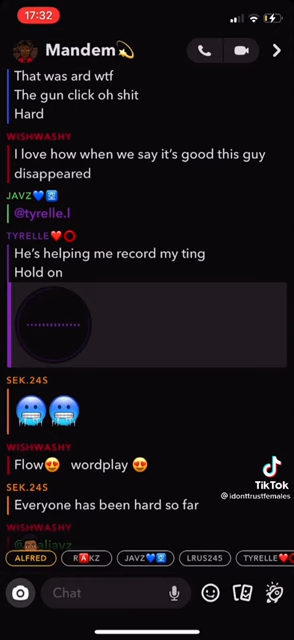 17:32
Mandem💫
That was ard wtf
The gun click oh shit
Hard
WISHWASHY
I love how when we say it's good this guy
disappeared
JAVZ💙
@tyrelle.l
TYRELLE❤️⭕
He's helping me record my ting
Hold on
SEK.24S
🥶🥶
WISHWASHY
Flow😍 wordplay 😍
SEK.24S
Everyone has been hard so far
WISHWASHY
TikTok
@idonttrustfemales
ALFRED R🅰️KZ JAVZ💙 LRUS245 TYRELLE❤️⭕
Chat